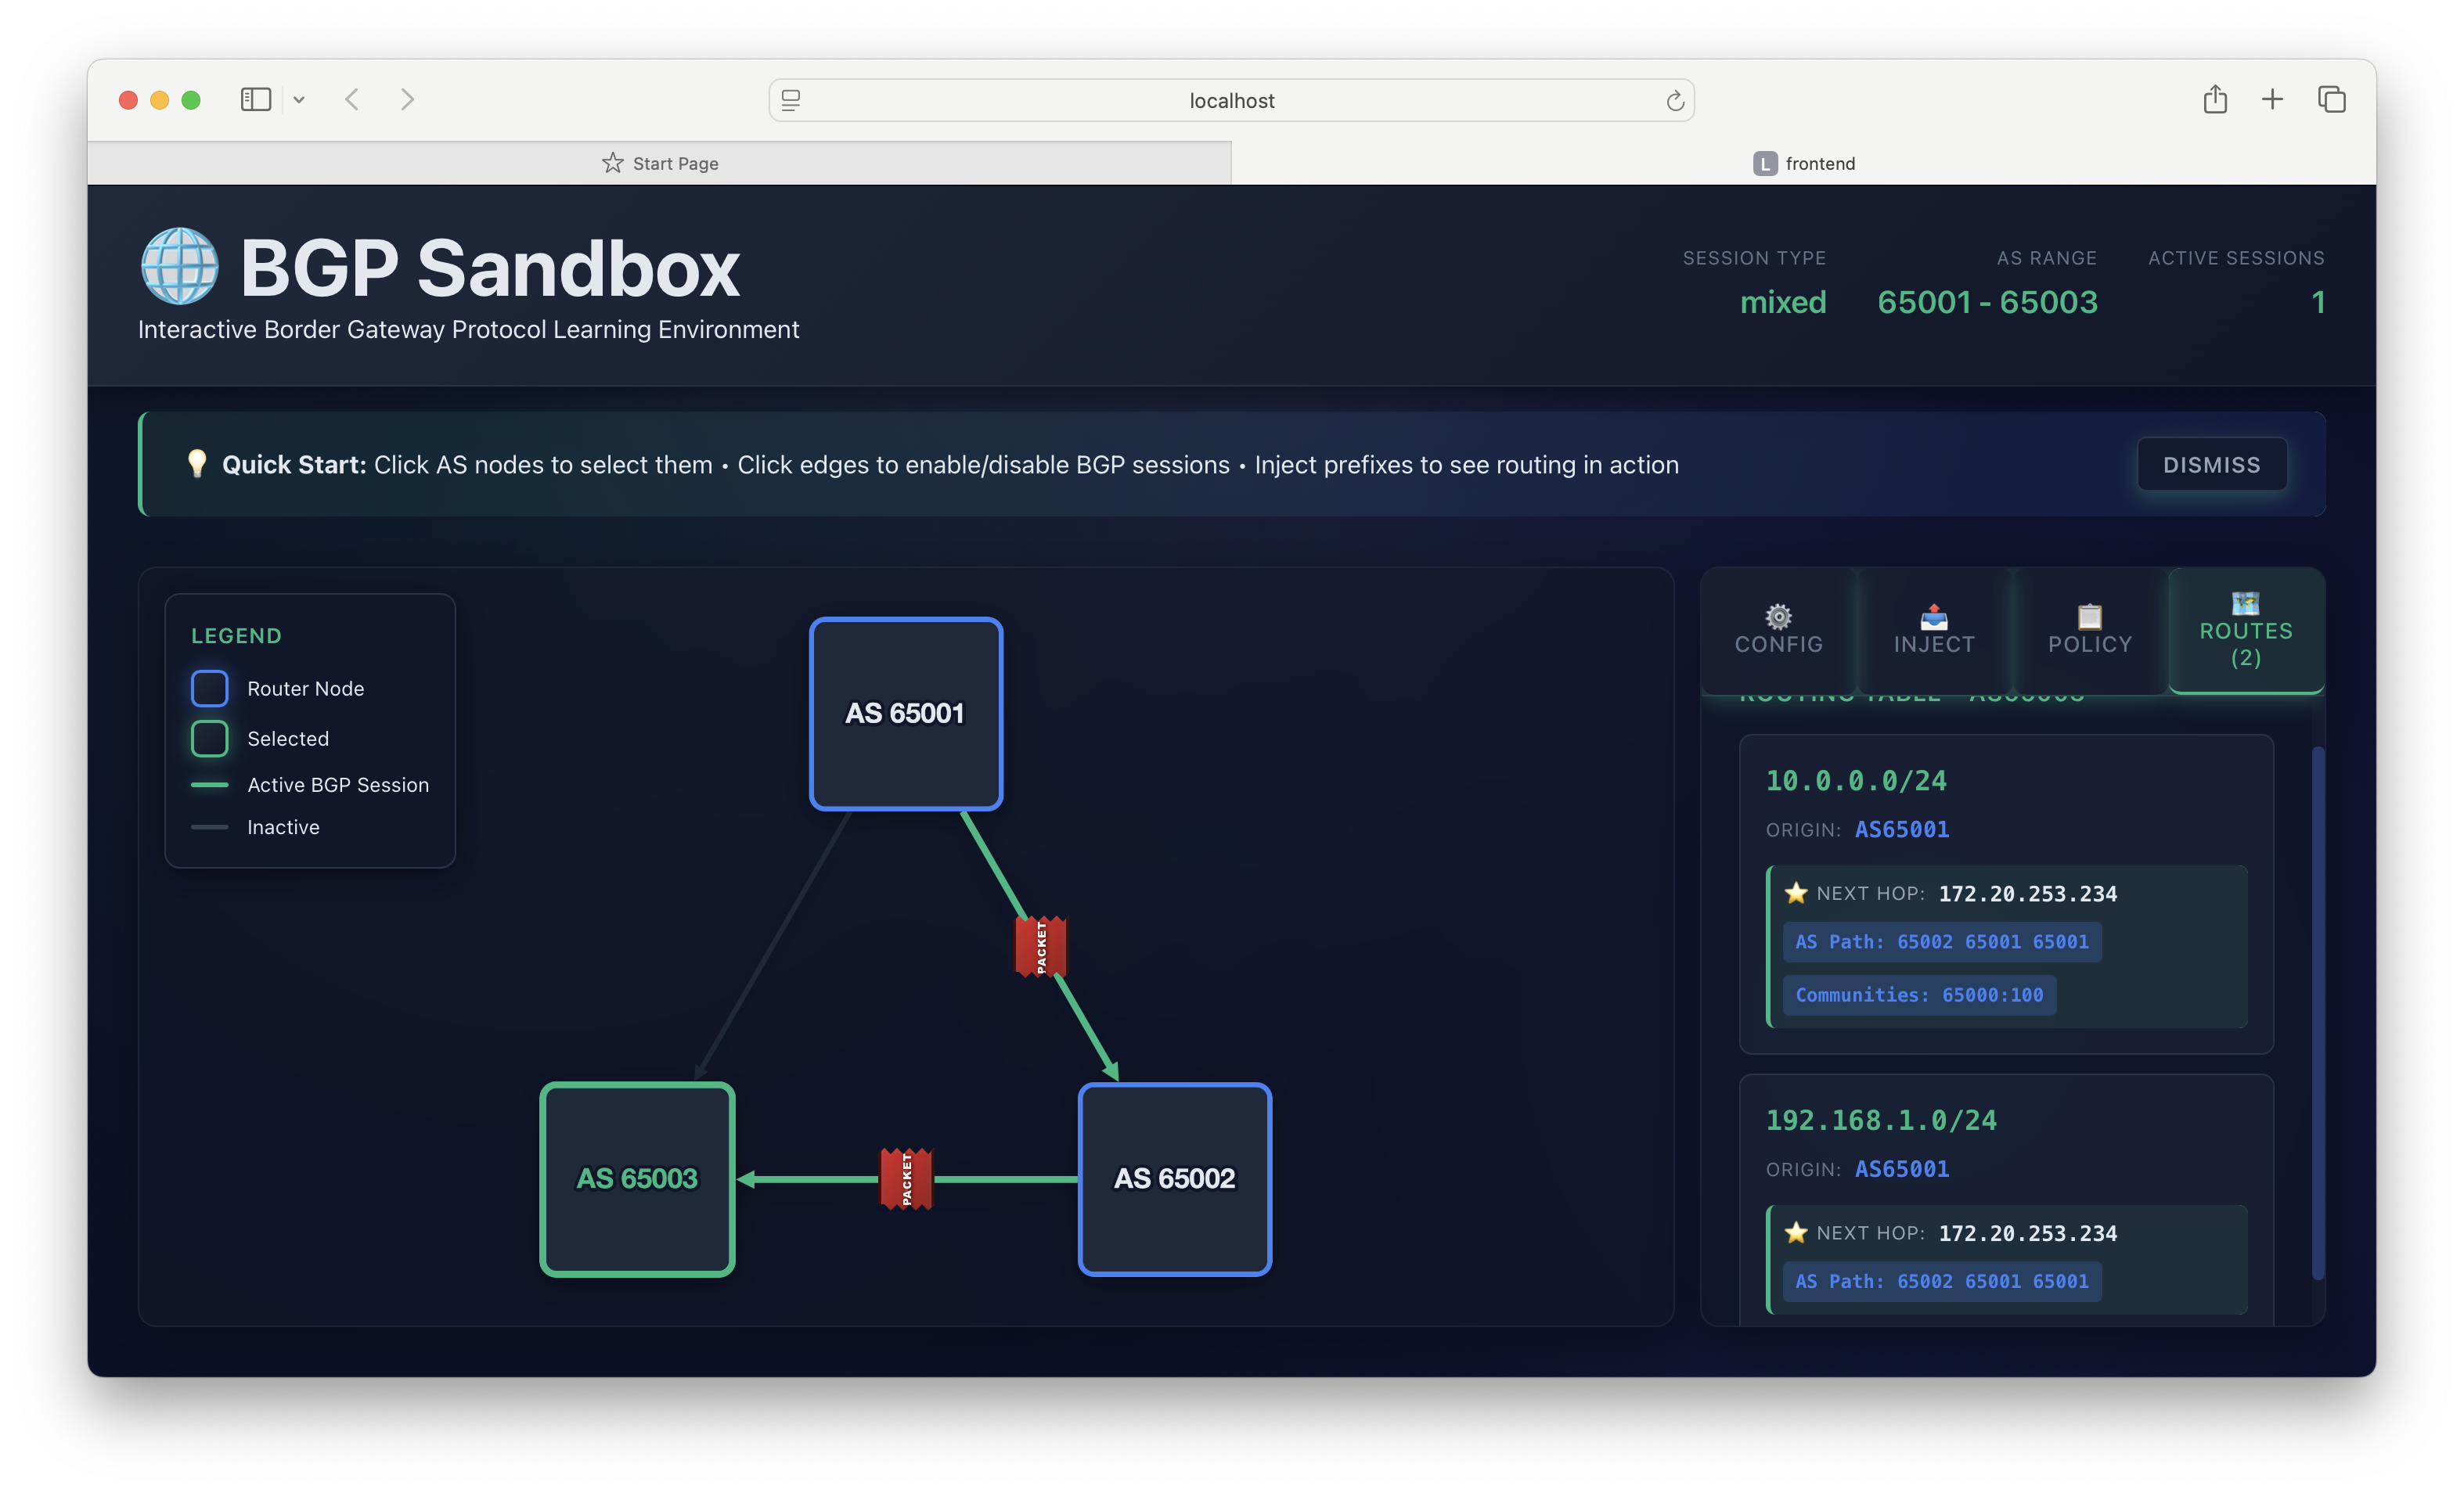 localhost
Start Page
L frontend
BGP Sandbox
Interactive Border Gateway Protocol Learning Environment
SESSION TYPE
mixed
AS RANGE
65001 - 65003
ACTIVE SESSIONS
1
Quick Start: Click AS nodes to select them • Click edges to enable/disable BGP sessions • Inject prefixes to see routing in action
DISMISS
LEGEND
Router Node
Selected
Active BGP Session
Inactive
AS 65001
PACKET
AS 65003
PACKET
AS 65002
CONFIG
INJECT
POLICY
ROUTES
(2)
ROUTING TABLE - AS65003
10.0.0.0/24
ORIGIN: AS65001
NEXT HOP: 172.20.253.234
AS Path: 65002 65001 65001
Communities: 65000:100
192.168.1.0/24
ORIGIN: AS65001
NEXT HOP: 172.20.253.234
AS Path: 65002 65001 65001